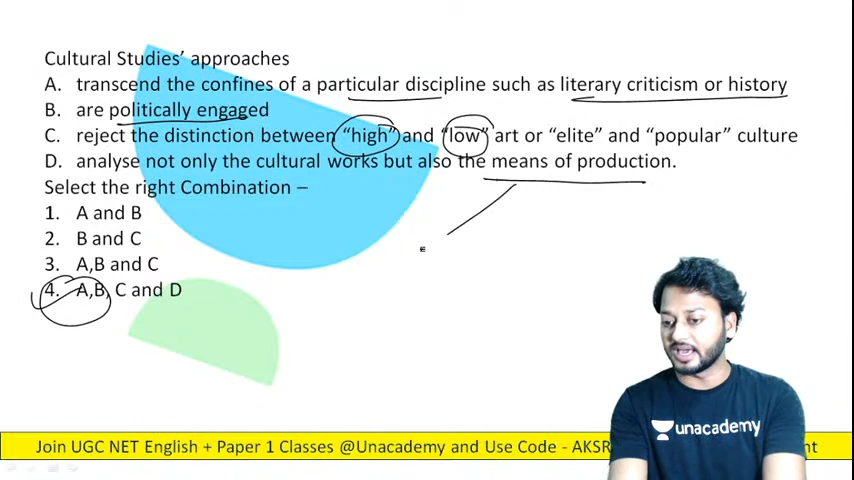 Cultural Studies’ approaches
A. transcend the confines of a particular discipline such as literary criticism or history
B. are politically engaged
C. reject the distinction between “high” and “low” art or “elite” and “popular” culture
D. analyse not only the cultural works but also the means of production.
Select the right Combination –
1. A and B
2. B and C
3. A,B and C
4. A,B, C and D
unacademy
Join UGC NET English + Paper 1 Classes @Unacademy and Use Code - AKSR